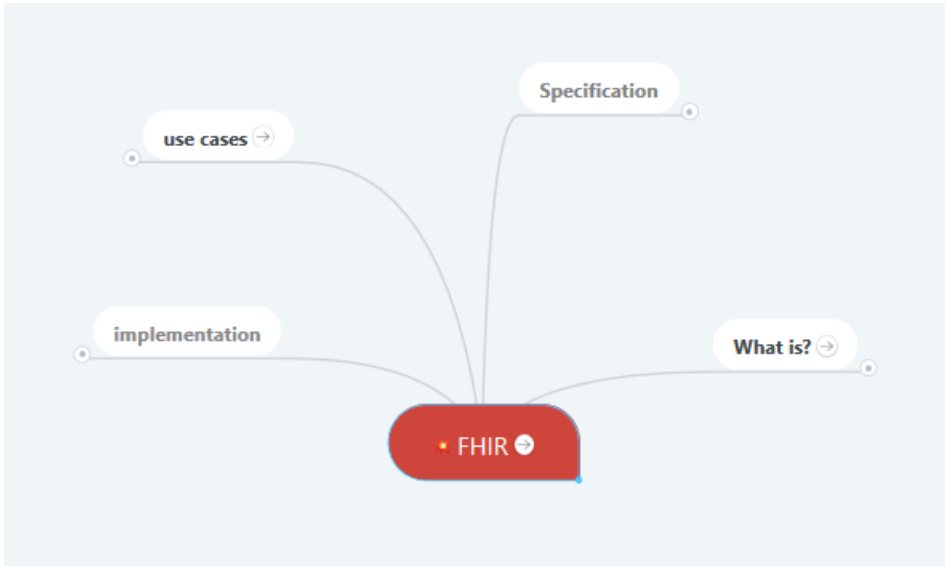 Specification
use cases
implementation
What is?
FHIR